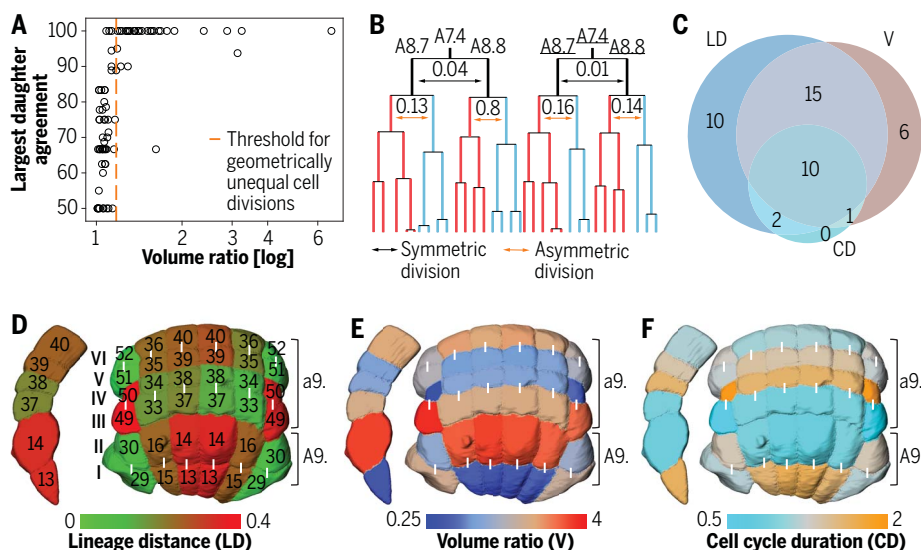 A
Largest daughter
agreement
100
90
80
70
60
50
1 2 3 4 6
Volume ratio [log]
Threshold for
geometrically
unequal cell
divisions
B
A7.4 A7.4
A8.7 A8.8 A8.7 A8.8
0.04 0.01
0.13 0.8 0.16 0.14
Symmetric
division
Asymmetric
division
C
LD V
10 15 6
10
2 1
0
CD
D
40
39
38
37
14
13
VI
V
IV
III
II
I
52 36 40 40 36 52
35 39 39 35
51 34 38 38 34 51
50 33 37 37 33 50
49 49
30 16 14 14 16 30
29 15 13 13 15 29
a9.
A9.
0 0.4
Lineage distance (LD)
E
a9.
A9.
0.25 4
Volume ratio (V)
F
a9.
A9.
0.5 2
Cell cycle duration (CD)